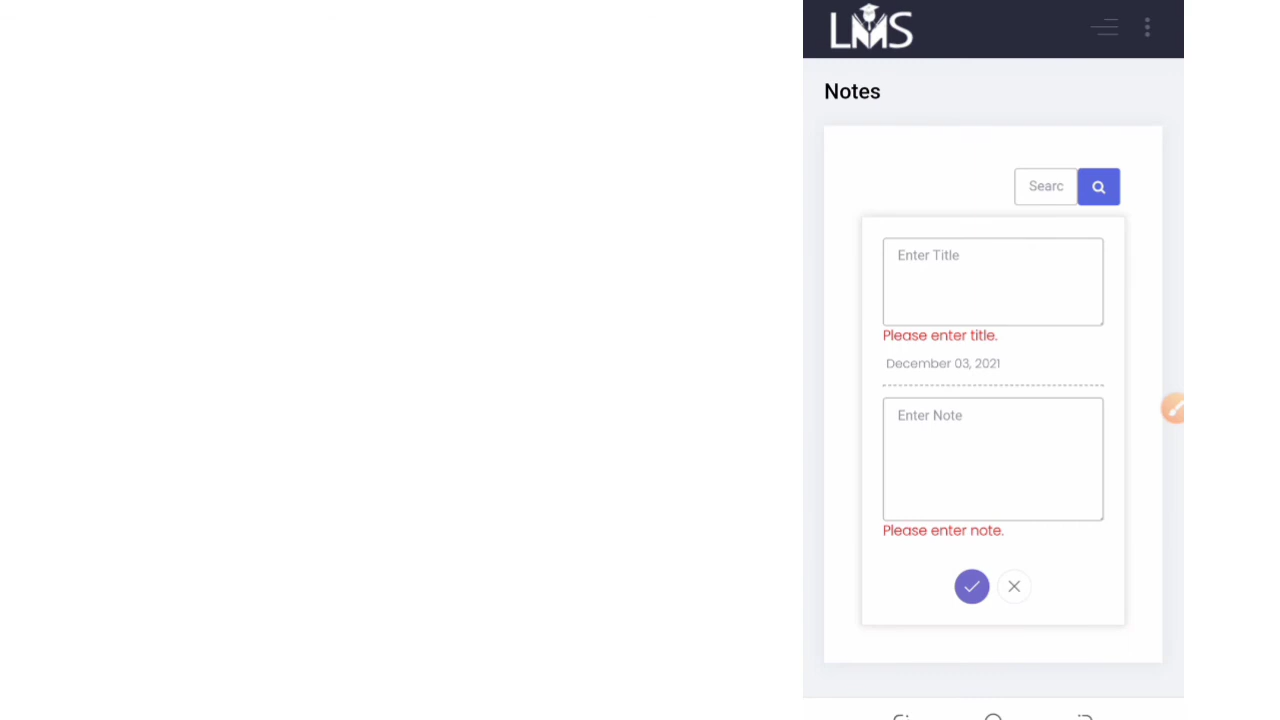 LMS
Notes
Searc
Enter Title
Please enter title.
December 03, 2021
Enter Note
Please enter note.